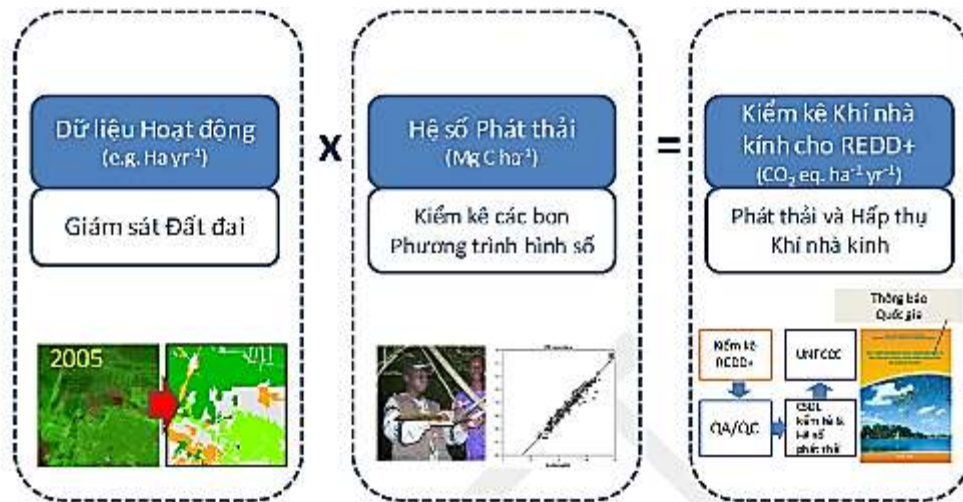 Dữ liệu Hoạt động
(e.g. Ha yr⁻¹)
Giám sát Đất đai
x
Hệ số Phát thải
(Mg C ha⁻¹)
Kiểm kê các bon
Phương trình hình số
=
Kiểm kê Khí nhà
kính cho REDD+
(CO₂ eq. ha⁻¹ yr⁻¹)
Phát thải và Hấp thụ
Khí nhà kính
2005
Thông báo
Quốc gia
Kiểm kê
REDD+
UNFCCC
QA/QC
CSDL
kiểm kê &
Hệ số
phát thải